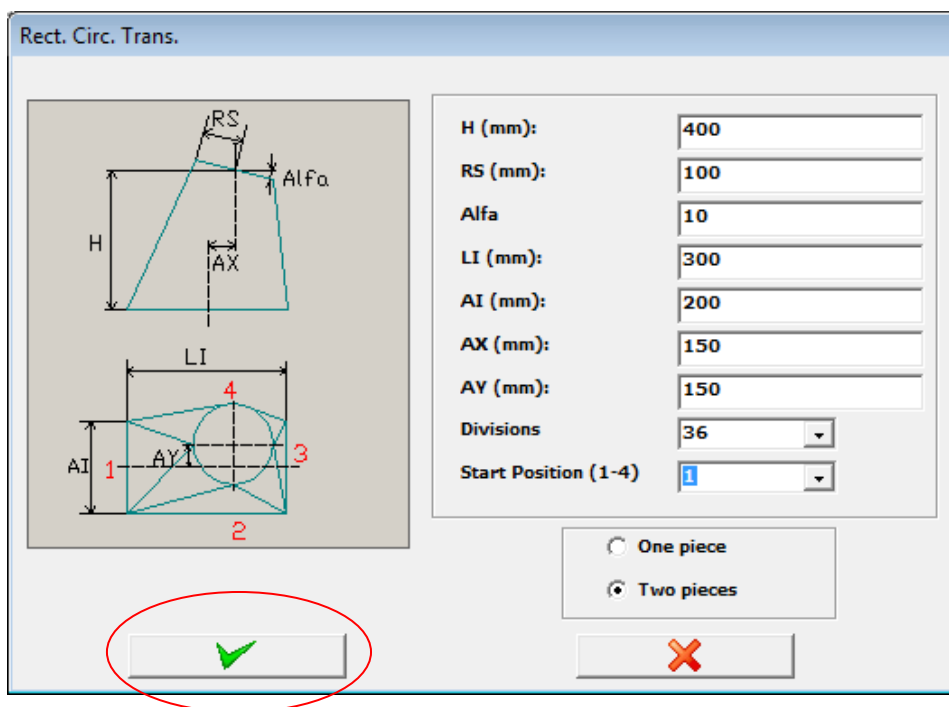 Rect. Circ. Trans.
RS
Alfa
H
AX
LI
4
AI
1
AY
3
2
H (mm): 400
RS (mm): 100
Alfa 10
LI (mm): 300
AI (mm): 200
AX (mm): 150
AY (mm): 150
Divisions 36
Start Position (1-4) 1
One piece
Two pieces